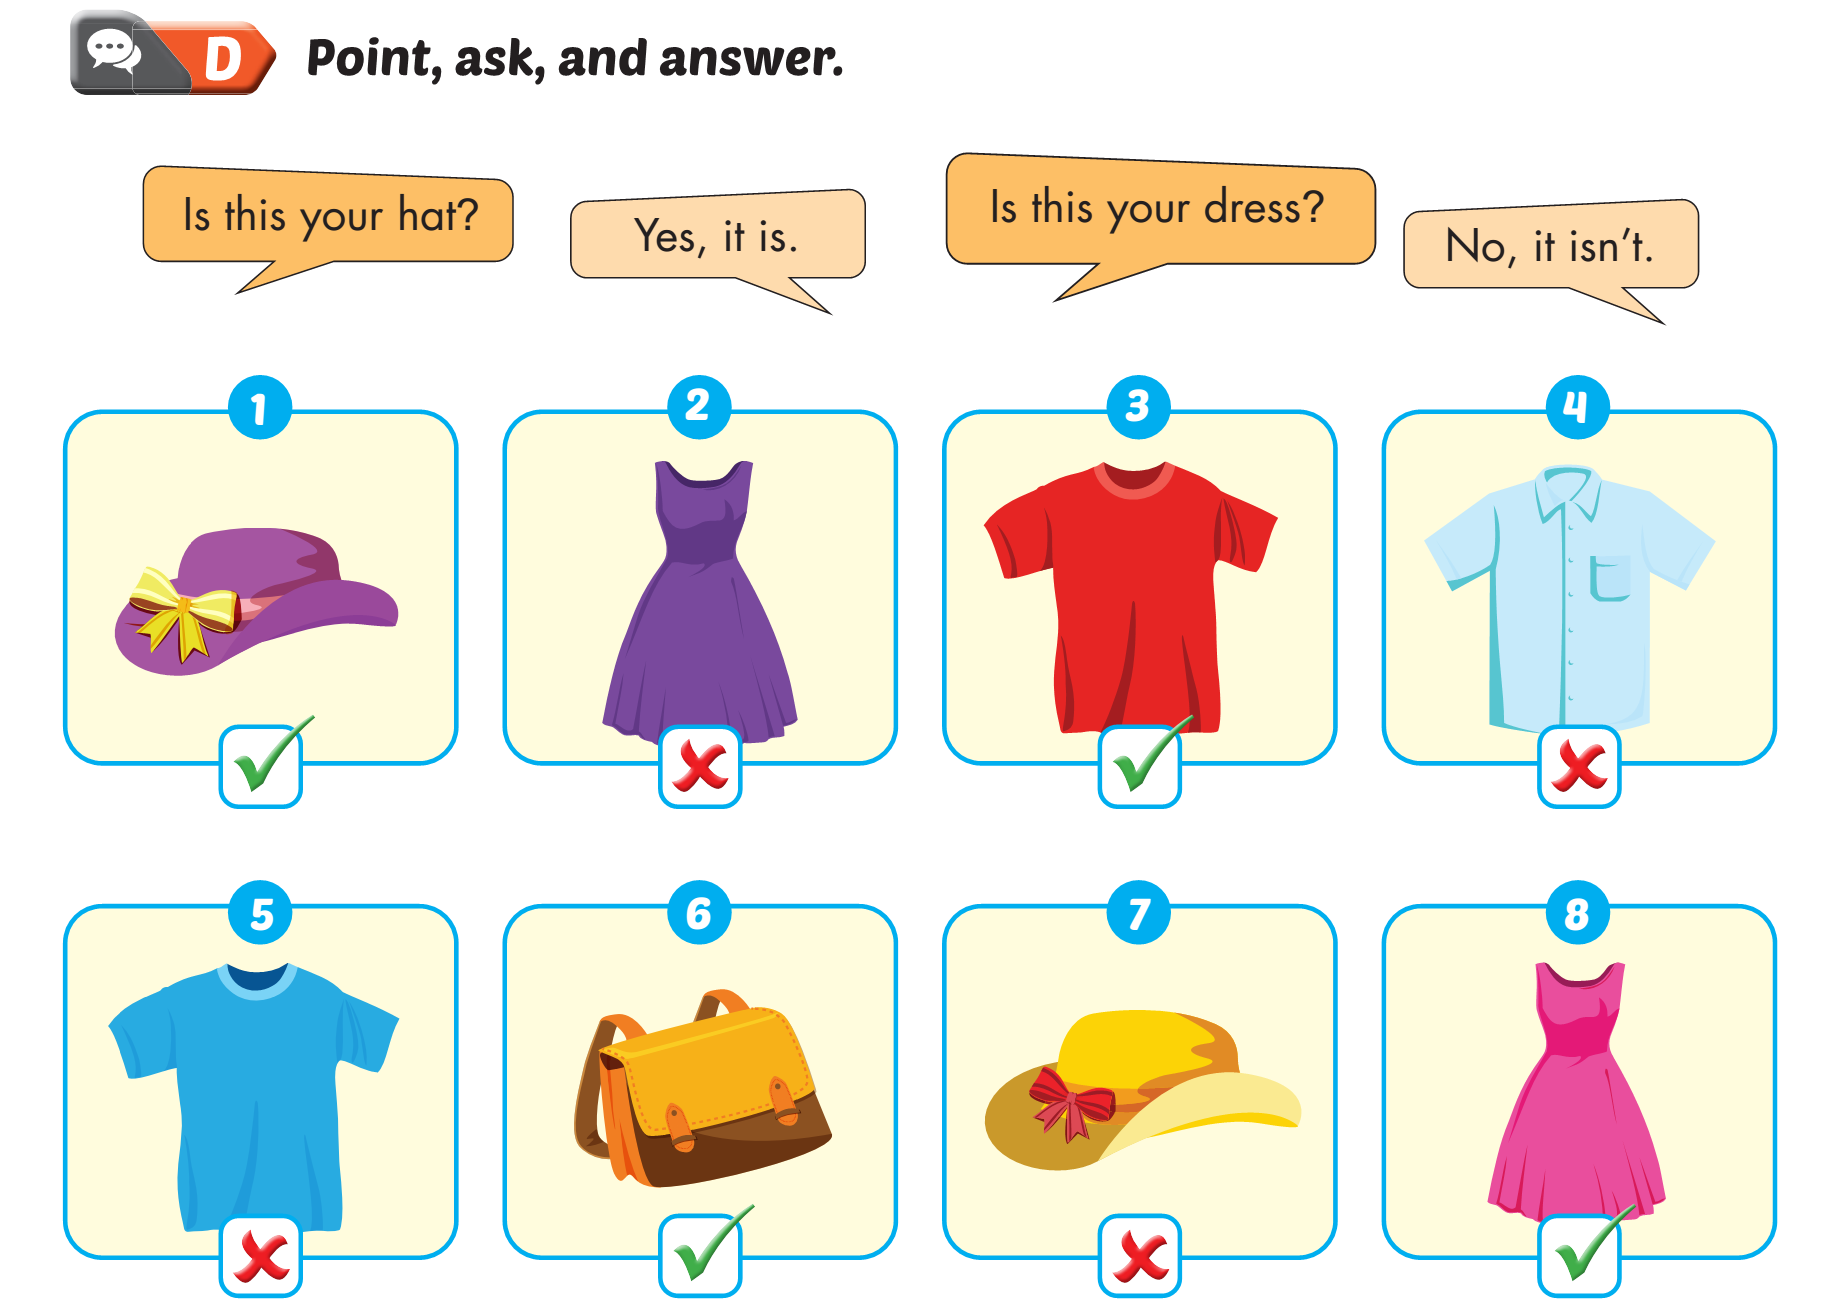 D Point, ask, and answer.
Is this your hat?
Yes, it is.
Is this your dress?
No, it isn't.
1
2
3
4
5
6
7
8